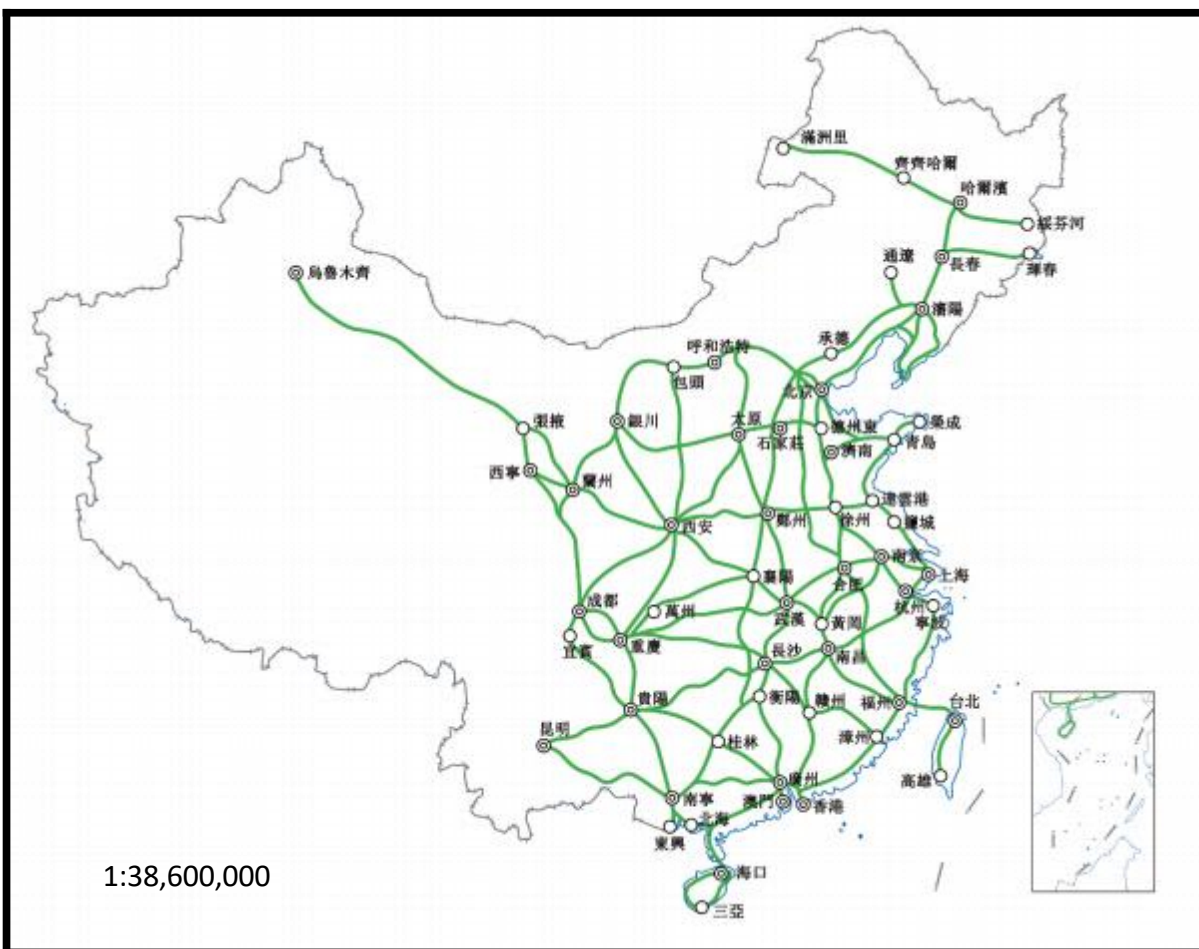 滿洲里
齊齊哈爾
哈爾濱
綏芬河
通遼
長春
琿春
烏魯木齊
瀋陽
承德
呼和浩特
包頭
北京
張掖
銀川
太原
石家莊
德州東
榮成
青島
濟南
西寧
蘭州
連雲港
西安
鄭州
徐州
鹽城
南京
襄陽
合肥
上海
成都
萬州
武漢
杭州
寧波
黃岡
宜賓
重慶
長沙
南昌
貴陽
衡陽
贛州
福州
台北
昆明
桂林
漳州
廣州
高雄
南寧
澳門
香港
北海
東興
海口
三亞
1:38,600,000